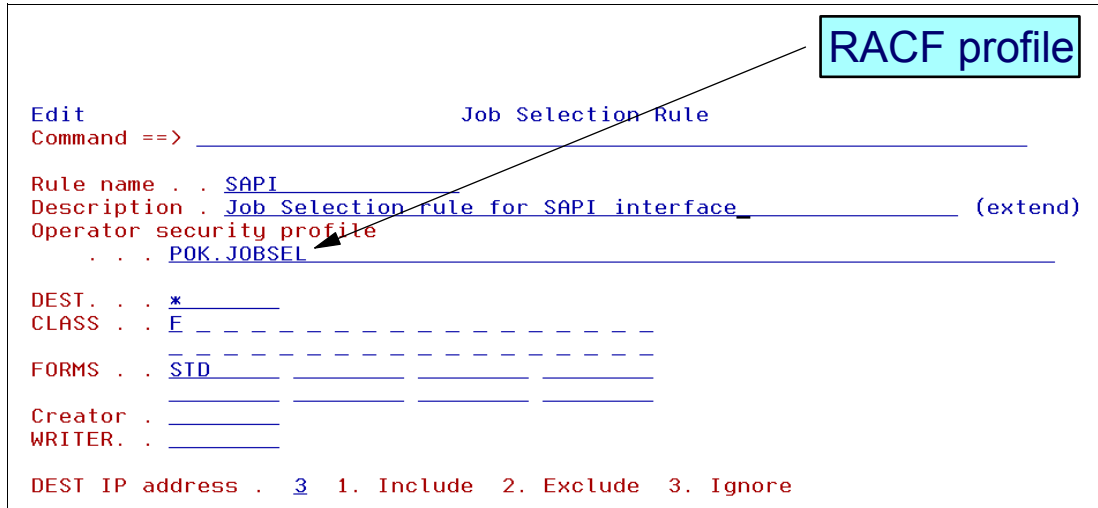 RACF profile
Edit Job Selection Rule
Command ==> 
Rule name . . SAPI
Description . Job Selection rule for SAPI interface_ (extend)
Operator security profile
. . . POK.JOBSEL
DEST. . . *
CLASS . . F _ _ _ _ _ _ _ _ _ _ _ _ _ _ _ _ _
_ _ _ _ _ _ _ _ _ _ _ _ _ _ _ _ _ _
FORMS . . STD
Creator .
WRITER. .
DEST IP address . 3 1. Include 2. Exclude 3. Ignore